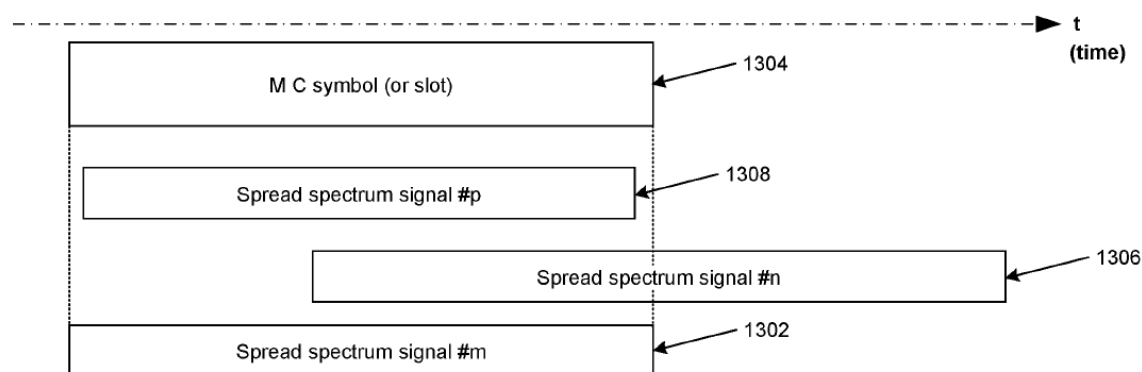 t
(time)
M C symbol (or slot)
1304
Spread spectrum signal #p
1308
Spread spectrum signal #n
1306
Spread spectrum signal #m
1302